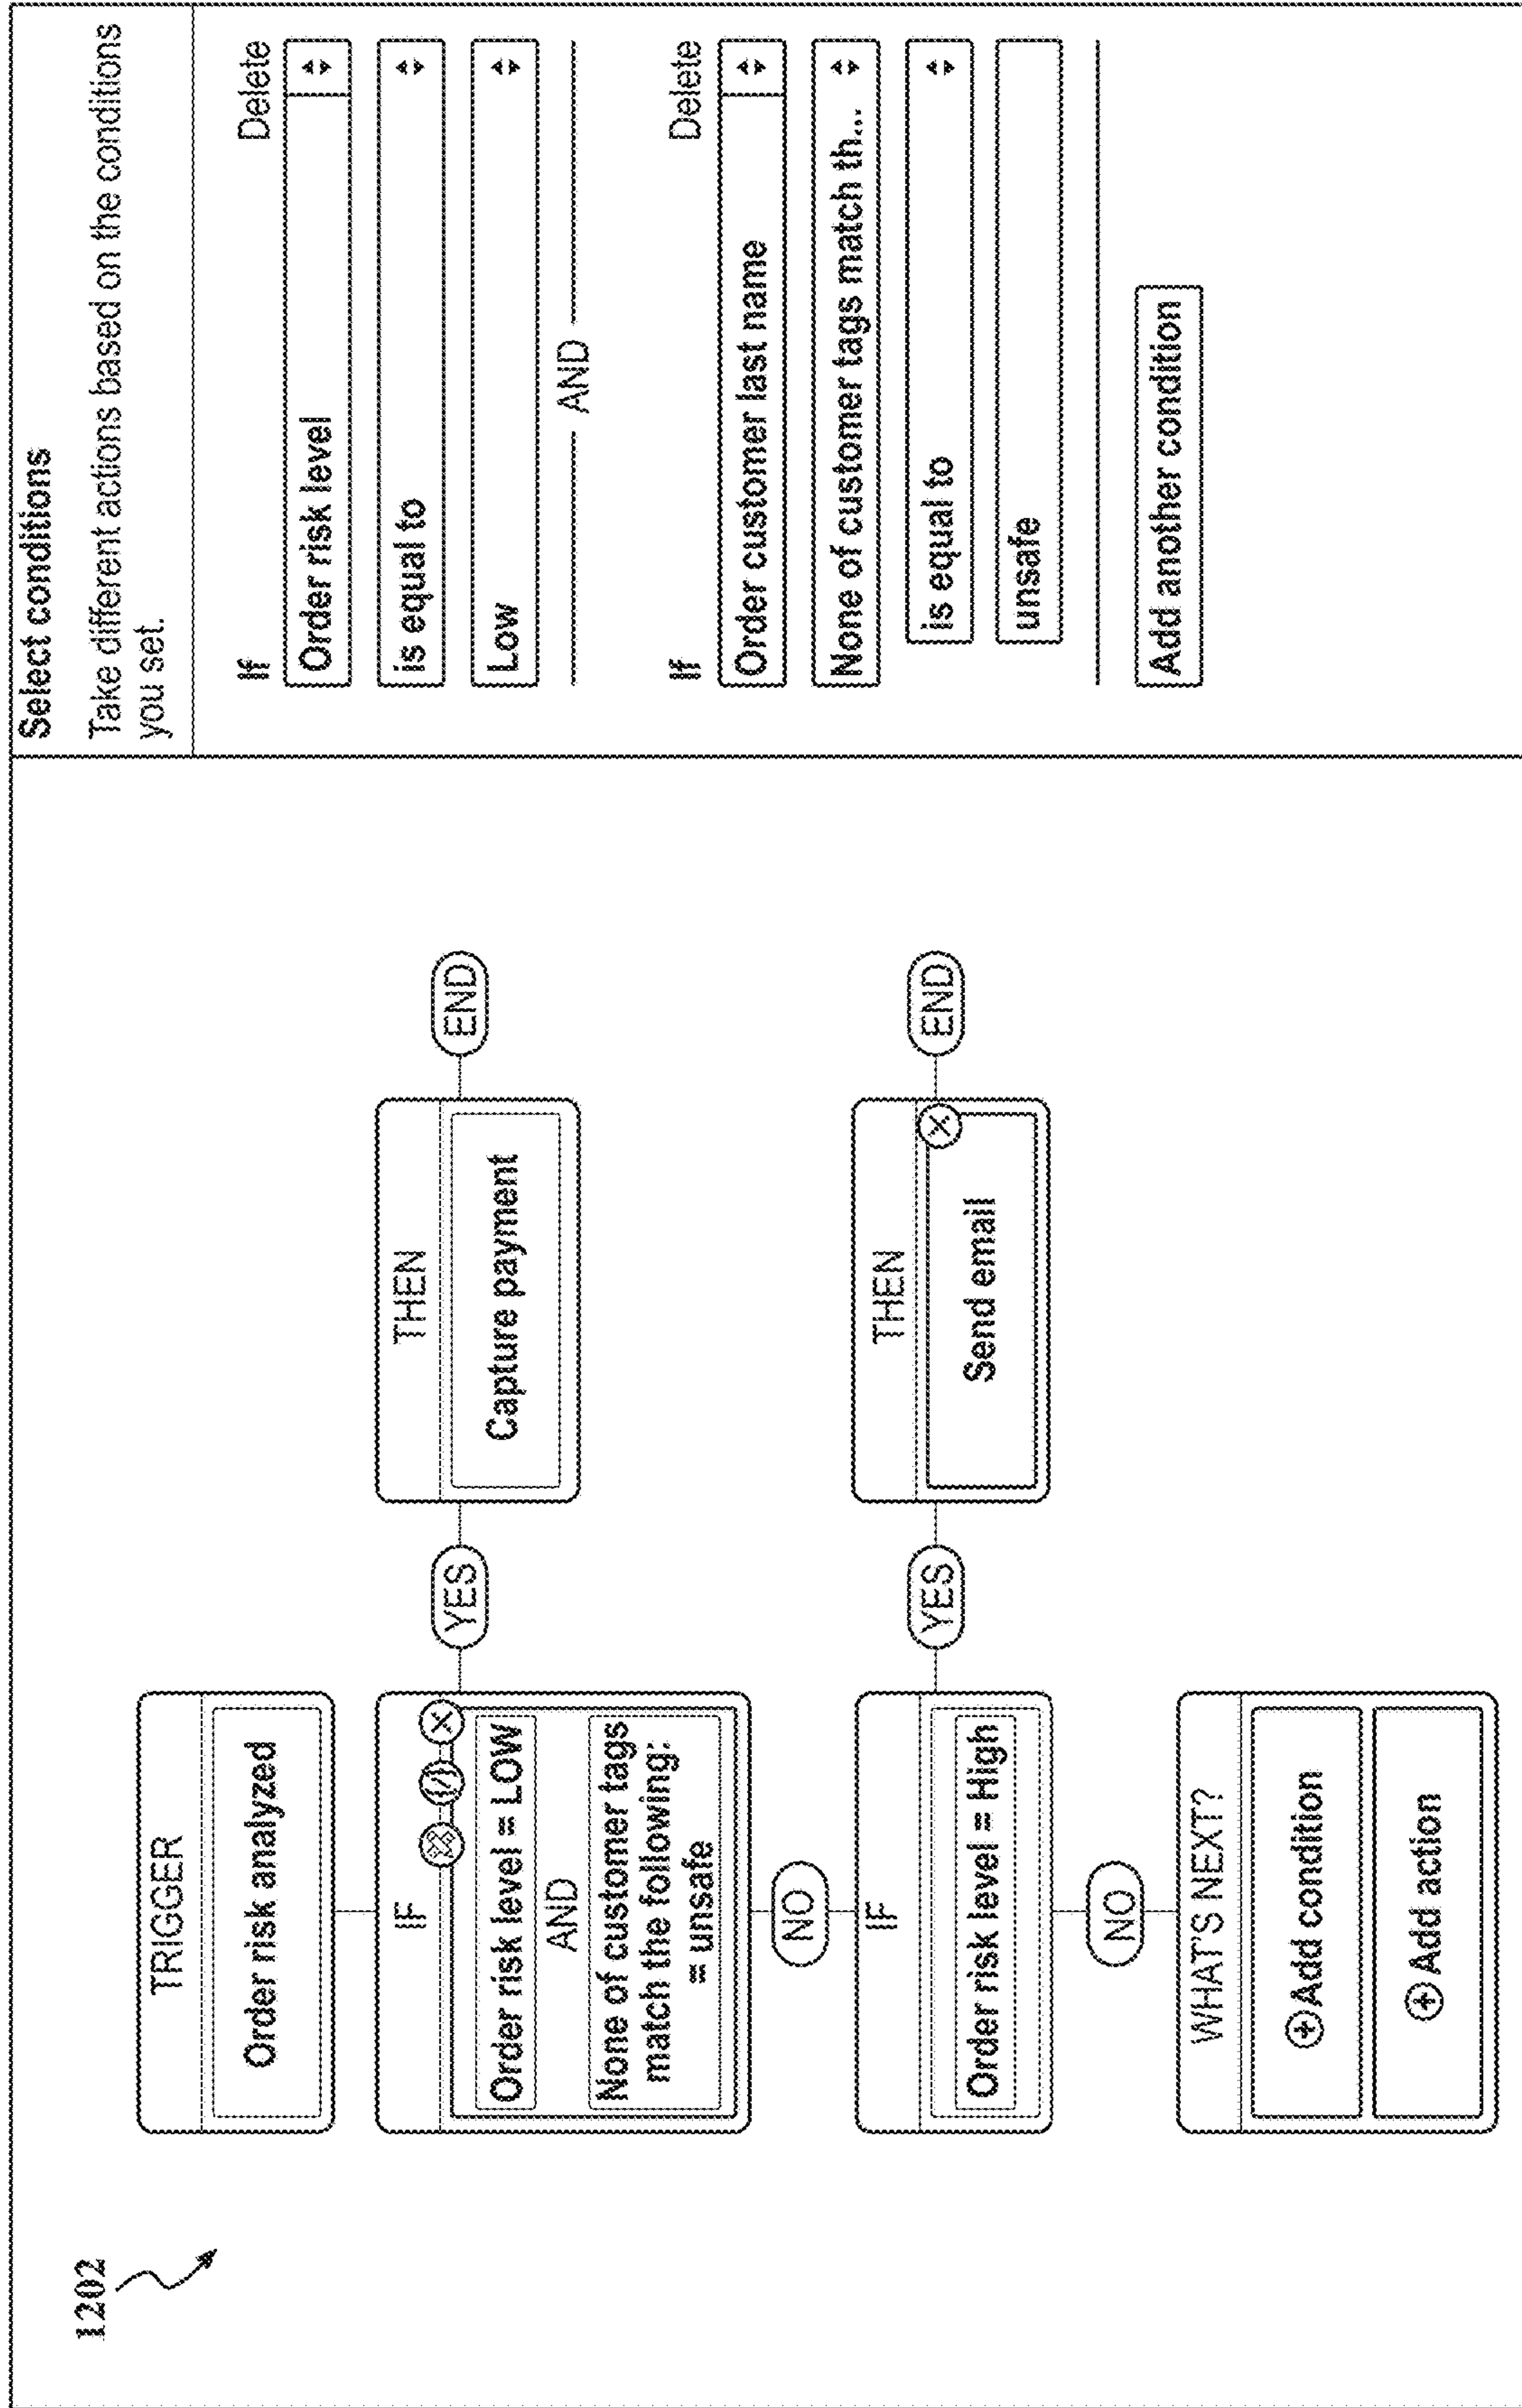 1202
TRIGGER
Order risk analyzed
IF
Order risk level = LOW
AND
None of customer tags
match the following:
= unsafe
YES
THEN
Capture payment
END
NO
IF
Order risk level = High
YES
THEN
Send email
END
NO
WHAT'S NEXT?
Add condition
Add action
Select conditions
Take different actions based on the conditions
you set.
If Delete
Order risk level
is equal to
Low
AND
If Delete
Order customer last name
None of customer tags match th...
is equal to
unsafe
Add another condition